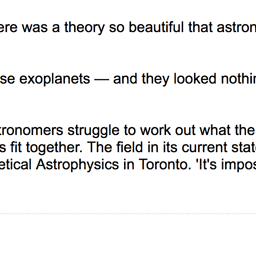 ere was a theory so beautiful that astron
se exoplanets — and they looked nothin
tronomers struggle to work out what the
s fit together. The field in its current stat
etical Astrophysics in Toronto. 'It's impos